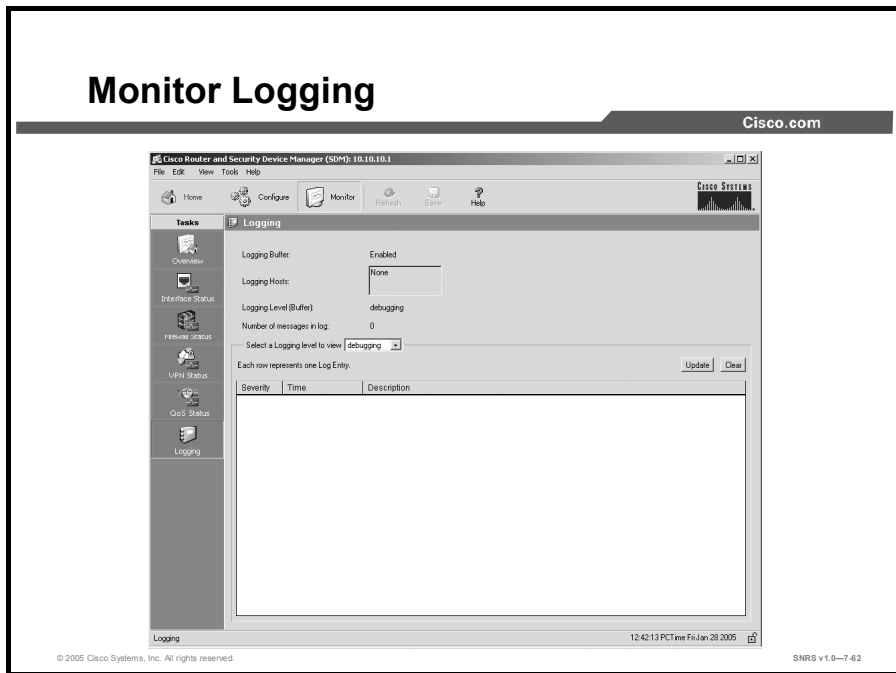 Monitor Logging
Cisco.com
Cisco Router and Security Device Manager (SDM): 10.10.10.1
File Edit View Tools Help
Home Configure Monitor Refresh Save Help
CISCO SYSTEMS
Tasks
Logging
Overview
Interface Status
Firewall Status
VPN Status
QoS Status
Logging
Logging Buffer: Enabled
Logging Hosts: None
Logging Level (Buffer): debugging
Number of messages in log: 0
Select a Logging level to view debugging
Each row represents one Log Entry. Update Clear
Severity Time Description
Logging 12:42:13 PCTime Fri Jan 28 2005
© 2005 Cisco Systems, Inc. All rights reserved. SNRS v1.0—7-62